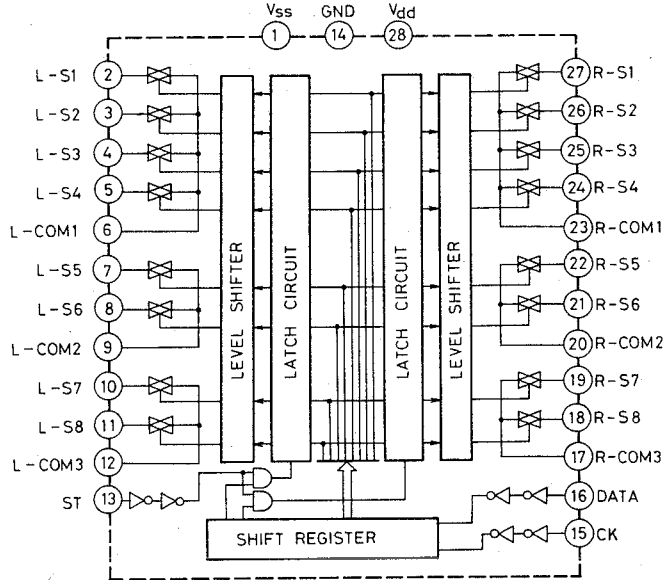 Vss GND Vdd
1 14 28
L-S1 2 27 R-S1
L-S2 3 26 R-S2
L-S3 4 25 R-S3
L-S4 5 24 R-S4
L-COM1 6 23 R-COM1
L-S5 7 22 R-S5
L-S6 8 21 R-S6
L-COM2 9 20 R-COM2
L-S7 10 19 R-S7
L-S8 11 18 R-S8
L-COM3 12 17 R-COM3
ST 13 16 DATA
15 CK
LEVEL SHIFTER
LATCH CIRCUIT
LATCH CIRCUIT
LEVEL SHIFTER
SHIFT REGISTER